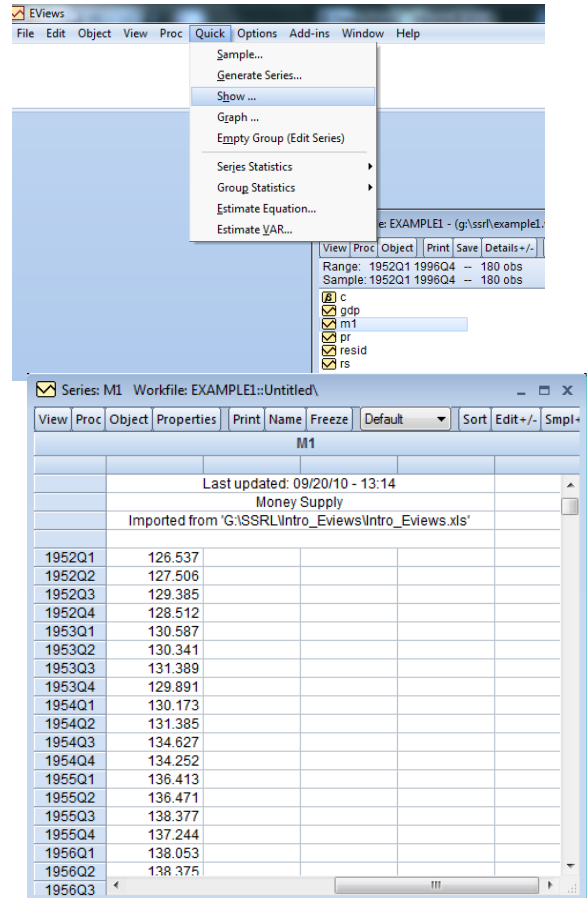 EViews
File Edit Object View Proc Quick Options Add-ins Window Help
Sample...
Generate Series...
Show ...
Graph ...
Empty Group (Edit Series)
Series Statistics
Group Statistics
Estimate Equation...
Estimate VAR...
e: EXAMPLE1 - (g:\ssrl\example1.
View Proc Object Print Save Details+/-
Range: 1952Q1 1996Q4 -- 180 obs
Sample: 1952Q1 1996Q4 -- 180 obs
β c
gdp
m1
pr
resid
rs
Series: M1 Workfile: EXAMPLE1::Untitled\
View Proc Object Properties Print Name Freeze Default Sort Edit+/- Smpl+
M1
Last updated: 09/20/10 - 13:14
Money Supply
Imported from 'G:\SSRL\Intro_Eviews\Intro_Eviews.xls'
1952Q1 126.537
1952Q2 127.506
1952Q3 129.385
1952Q4 128.512
1953Q1 130.587
1953Q2 130.341
1953Q3 131.389
1953Q4 129.891
1954Q1 130.173
1954Q2 131.385
1954Q3 134.627
1954Q4 134.252
1955Q1 136.413
1955Q2 136.471
1955Q3 138.377
1955Q4 137.244
1956Q1 138.053
1956Q2 138.375
1956Q3